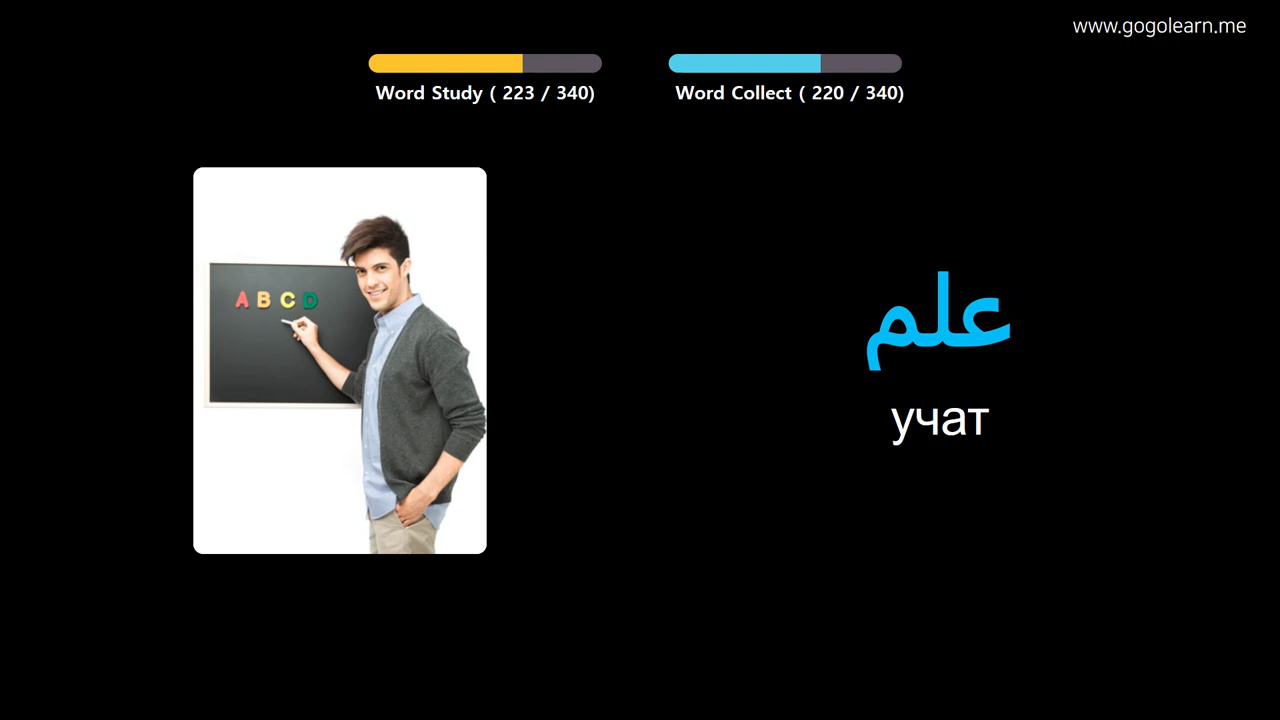 www.gogolearn.me
Word Study ( 223 / 340)
Word Collect ( 220 / 340)
A B C D
علم
учат